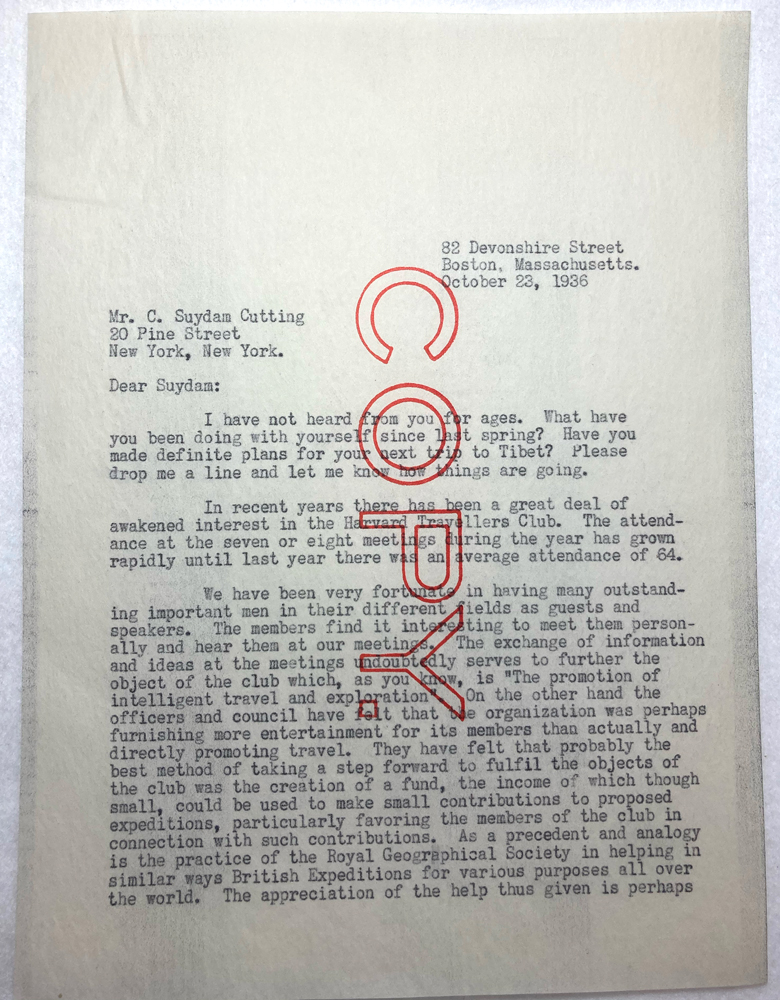 82 Devonshire Street
Boston, Massachusetts.
October 23, 1936
Mr. C. Suydam Cutting
20 Pine Street
New York, New York.
Dear Suydam:
I have not heard from you for ages. What have
you been doing with yourself since last spring? Have you
made definite plans for your next trip to Tibet? Please
drop me a line and let me know how things are going.
In recent years there has been a great deal of
awakened interest in the Harvard Travellers Club. The attend-
ance at the seven or eight meetings during the year has grown
rapidly until last year there was an average attendance of 64.
We have been very fortunate in having many outstand-
ing important men in their different fields as guests and
speakers. The members find it interesting to meet them person-
ally and hear them at our meetings. The exchange of information
and ideas at the meetings undoubtedly serves to further the
object of the club which, as you know, is "The promotion of
intelligent travel and exploration". On the other hand the
officers and council have felt that the organization was perhaps
furnishing more entertainment for its members than actually and
directly promoting travel. They have felt that probably the
best method of taking a step forward to fulfil the objects of
the club was the creation of a fund, the income of which though
small, could be used to make small contributions to proposed
expeditions, particularly favoring the members of the club in
connection with such contributions. As a precedent and analogy
is the practice of the Royal Geographical Society in helping in
similar ways British Expeditions for various purposes all over
the world. The appreciation of the help thus given is perhaps
COPY.